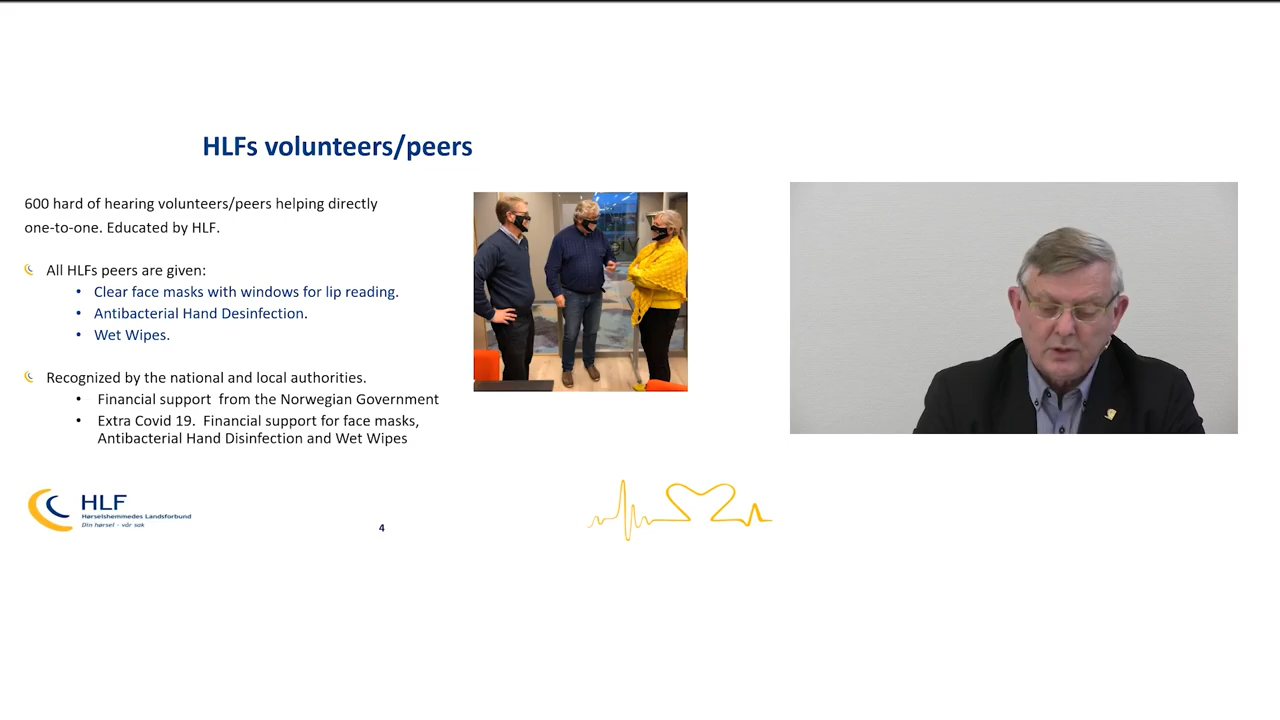 HLFs volunteers/peers
600 hard of hearing volunteers/peers helping directly
one-to-one. Educated by HLF.
All HLFs peers are given:
• Clear face masks with windows for lip reading.
• Antibacterial Hand Desinfection.
• Wet Wipes.
Recognized by the national and local authorities.
• Financial support from the Norwegian Government
• Extra Covid 19. Financial support for face masks,
Antibacterial Hand Disinfection and Wet Wipes
HLF
Hørselshemmedes Landsforbund
Din hørsel – vår sak
4